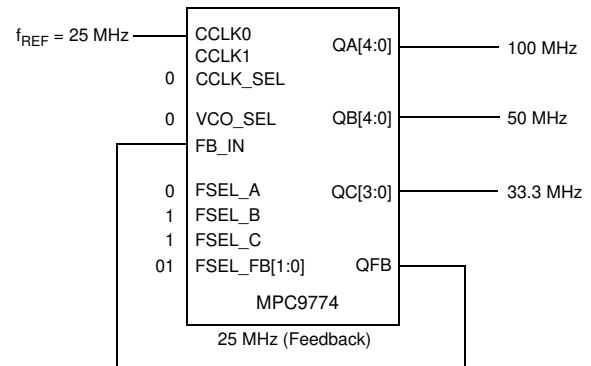 f_REF = 25 MHz CCLK0 QA[4:0] 100 MHz
CCLK1
0 CCLK_SEL
0 VCO_SEL QB[4:0] 50 MHz
FB_IN
0 FSEL_A QC[3:0] 33.3 MHz
1 FSEL_B
1 FSEL_C
01 FSEL_FB[1:0] QFB
MPC9774
25 MHz (Feedback)